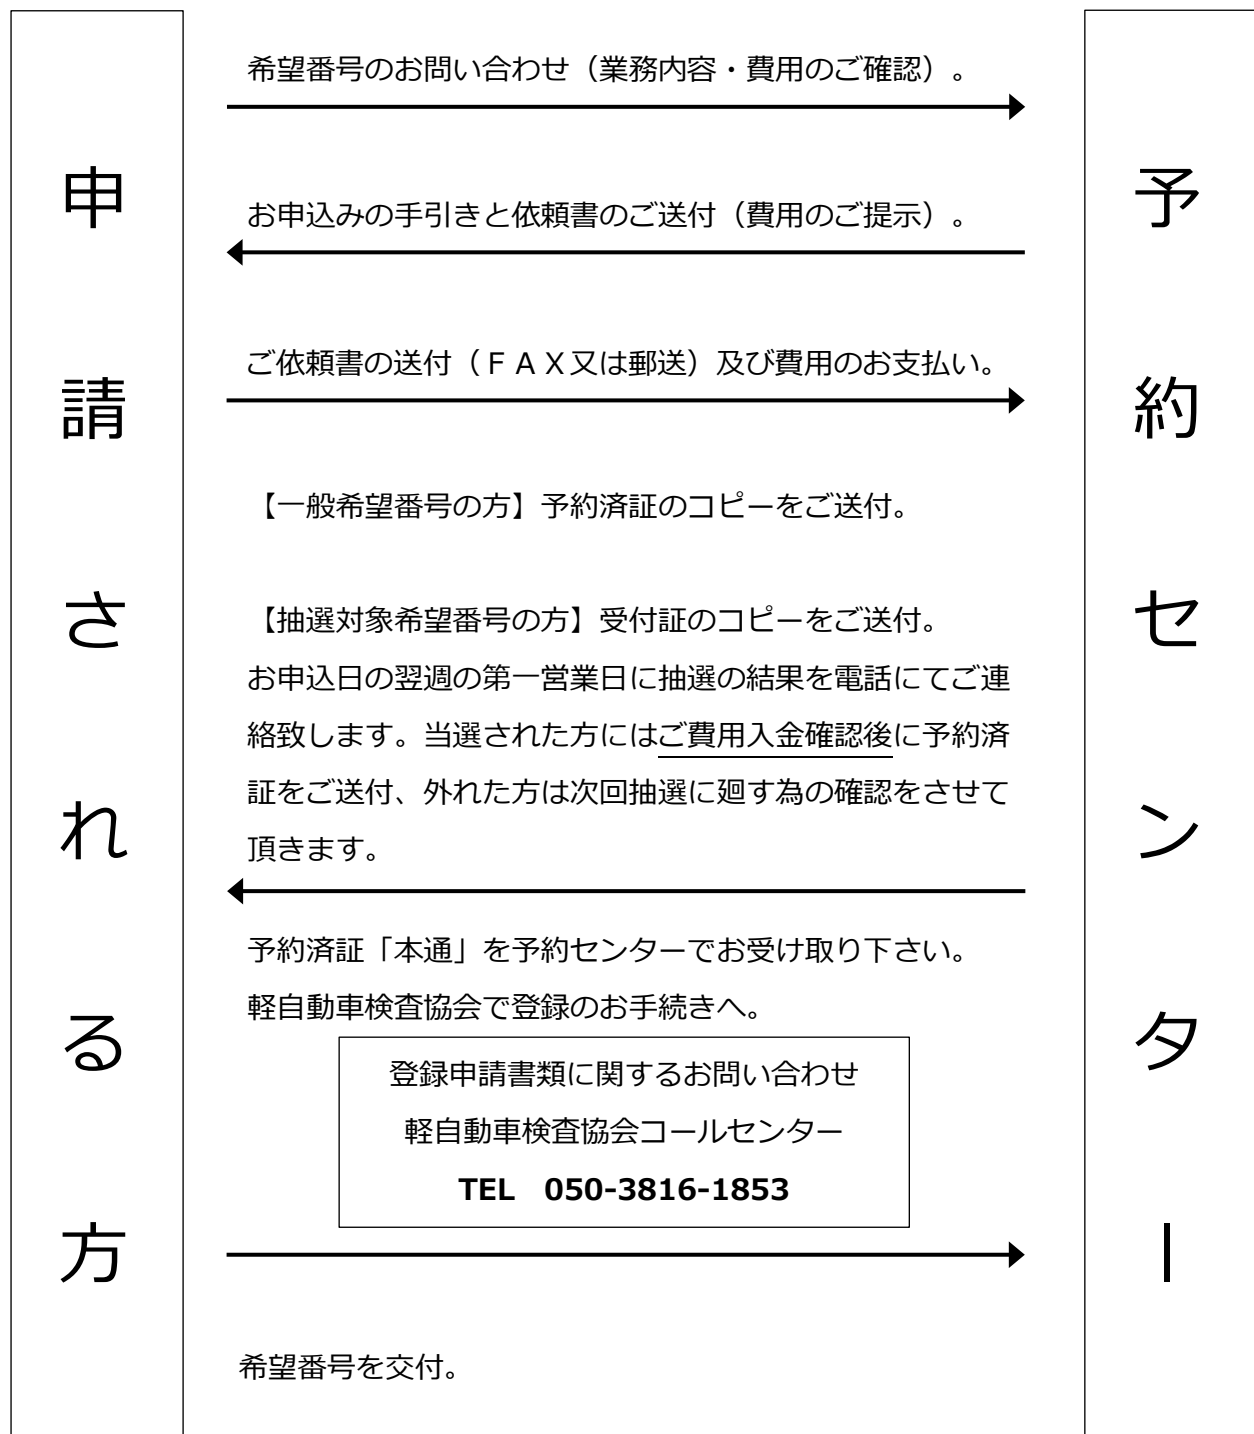 申請される方
希望番号のお問い合わせ（業務内容・費用のご確認）。
お申込みの手引きと依頼書のご送付（費用のご提示）。
ご依頼書の送付（ＦＡＸ又は郵送）及び費用のお支払い。
【一般希望番号の方】予約済証のコピーをご送付。
【抽選対象希望番号の方】受付証のコピーをご送付。
お申込日の翌週の第一営業日に抽選の結果を電話にてご連
絡致します。当選された方にはご費用入金確認後に予約済
証をご送付、外れた方は次回抽選に廻す為の確認をさせて
頂きます。
予約済証「本通」を予約センターでお受け取り下さい。
軽自動車検査協会で登録のお手続きへ。
登録申請書類に関するお問い合わせ
軽自動車検査協会コールセンター
TEL　050-3816-1853
希望番号を交付。
予約センター